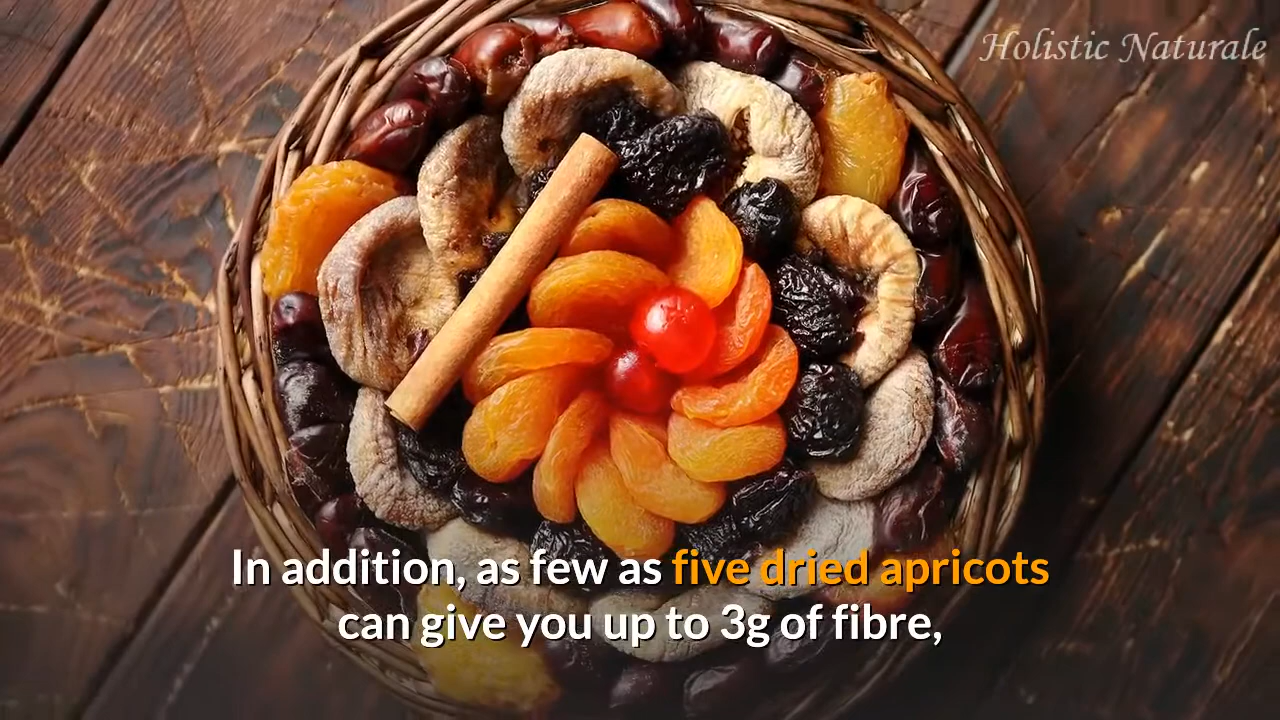 Holistic Naturale
In addition, as few as five dried apricots
can give you up to 3g of fibre,